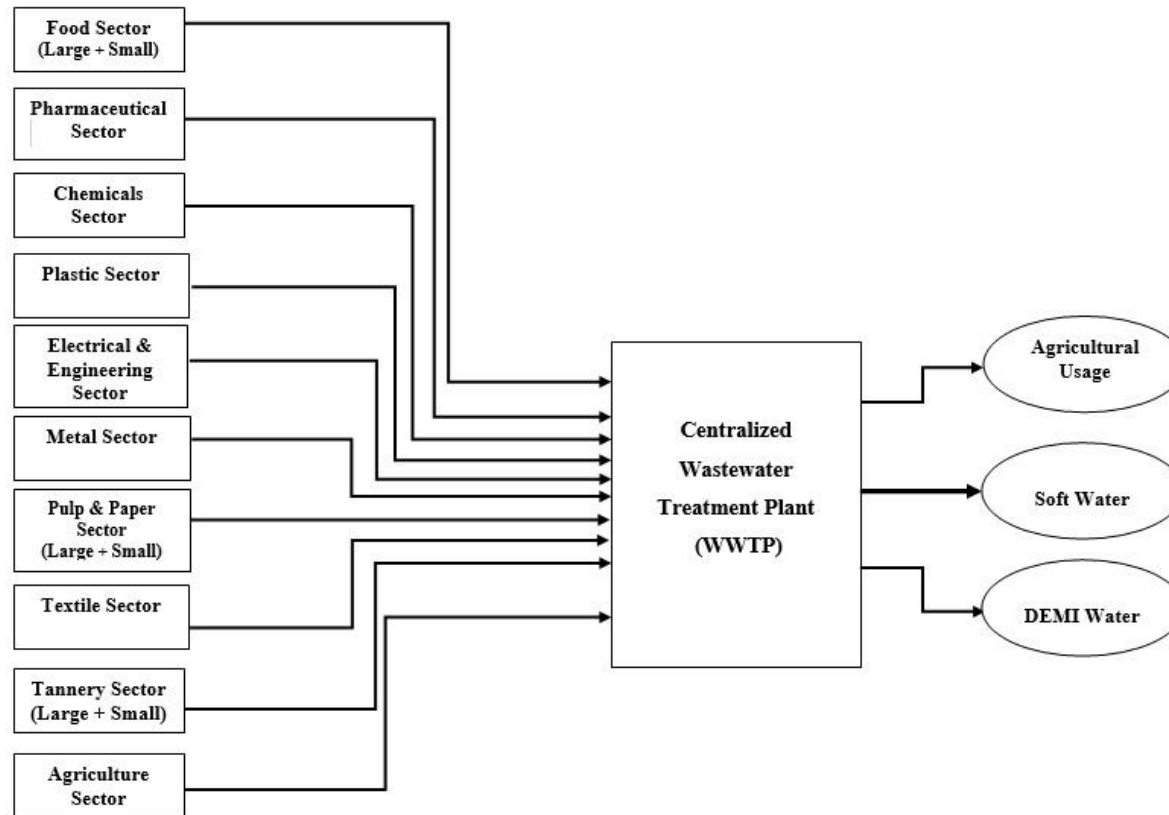 Food Sector
(Large + Small)
Pharmaceutical
Sector
Chemicals
Sector
Plastic Sector
Electrical &
Engineering
Sector
Metal Sector
Pulp & Paper
Sector
(Large + Small)
Textile Sector
Tannery Sector
(Large + Small)
Agriculture
Sector
Centralized
Wastewater
Treatment Plant
(WWTP)
Agricultural
Usage
Soft Water
DEMI Water